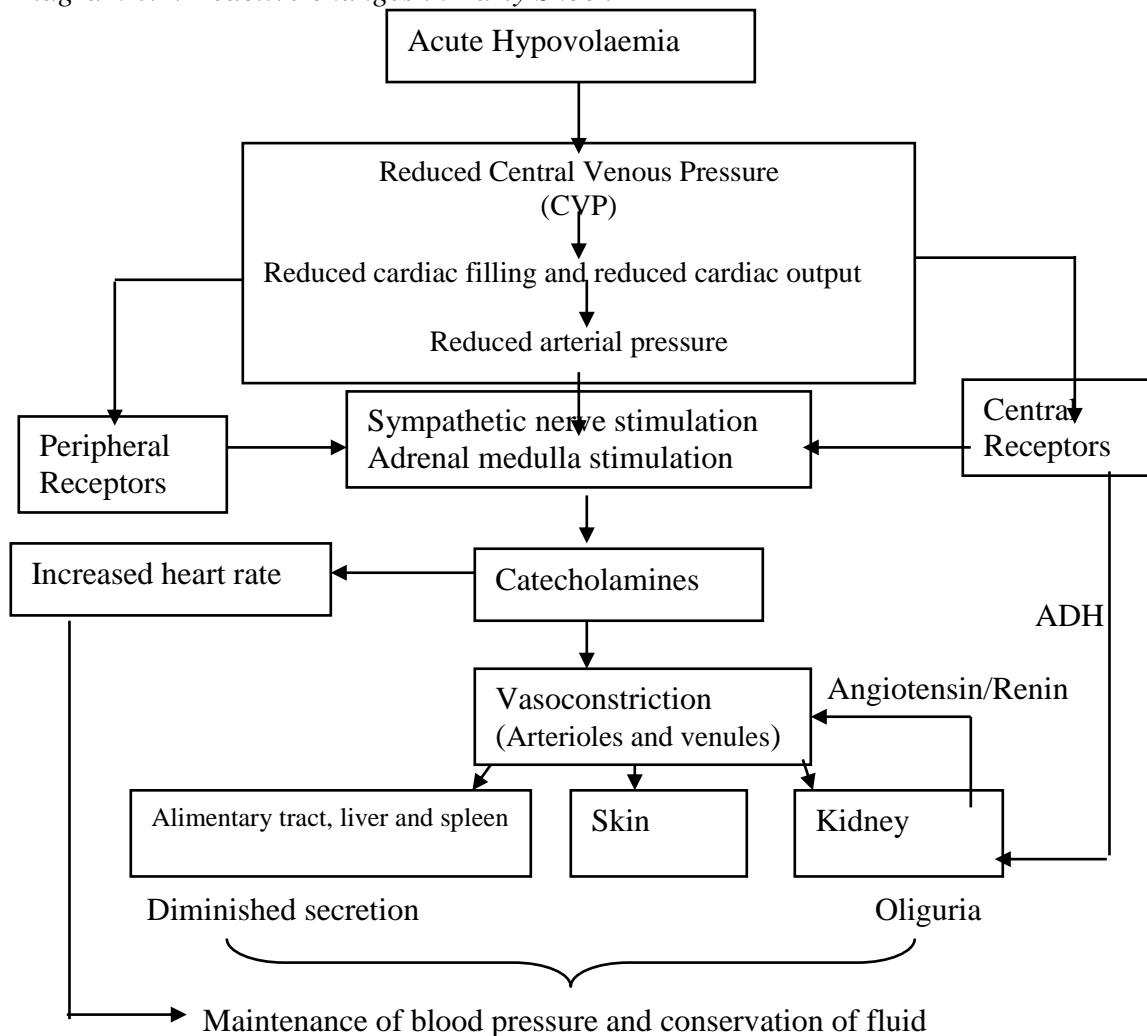 Acute Hypovolaemia
Reduced Central Venous Pressure
(CVP)
Reduced cardiac filling and reduced cardiac output
Reduced arterial pressure
Peripheral
Receptors
Sympathetic nerve stimulation
Adrenal medulla stimulation
Central
Receptors
Increased heart rate
Catecholamines
ADH
Vasoconstriction
(Arterioles and venules)
Angiotensin/Renin
Alimentary tract, liver and spleen
Skin
Kidney
Diminished secretion
Oliguria
Maintenance of blood pressure and conservation of fluid